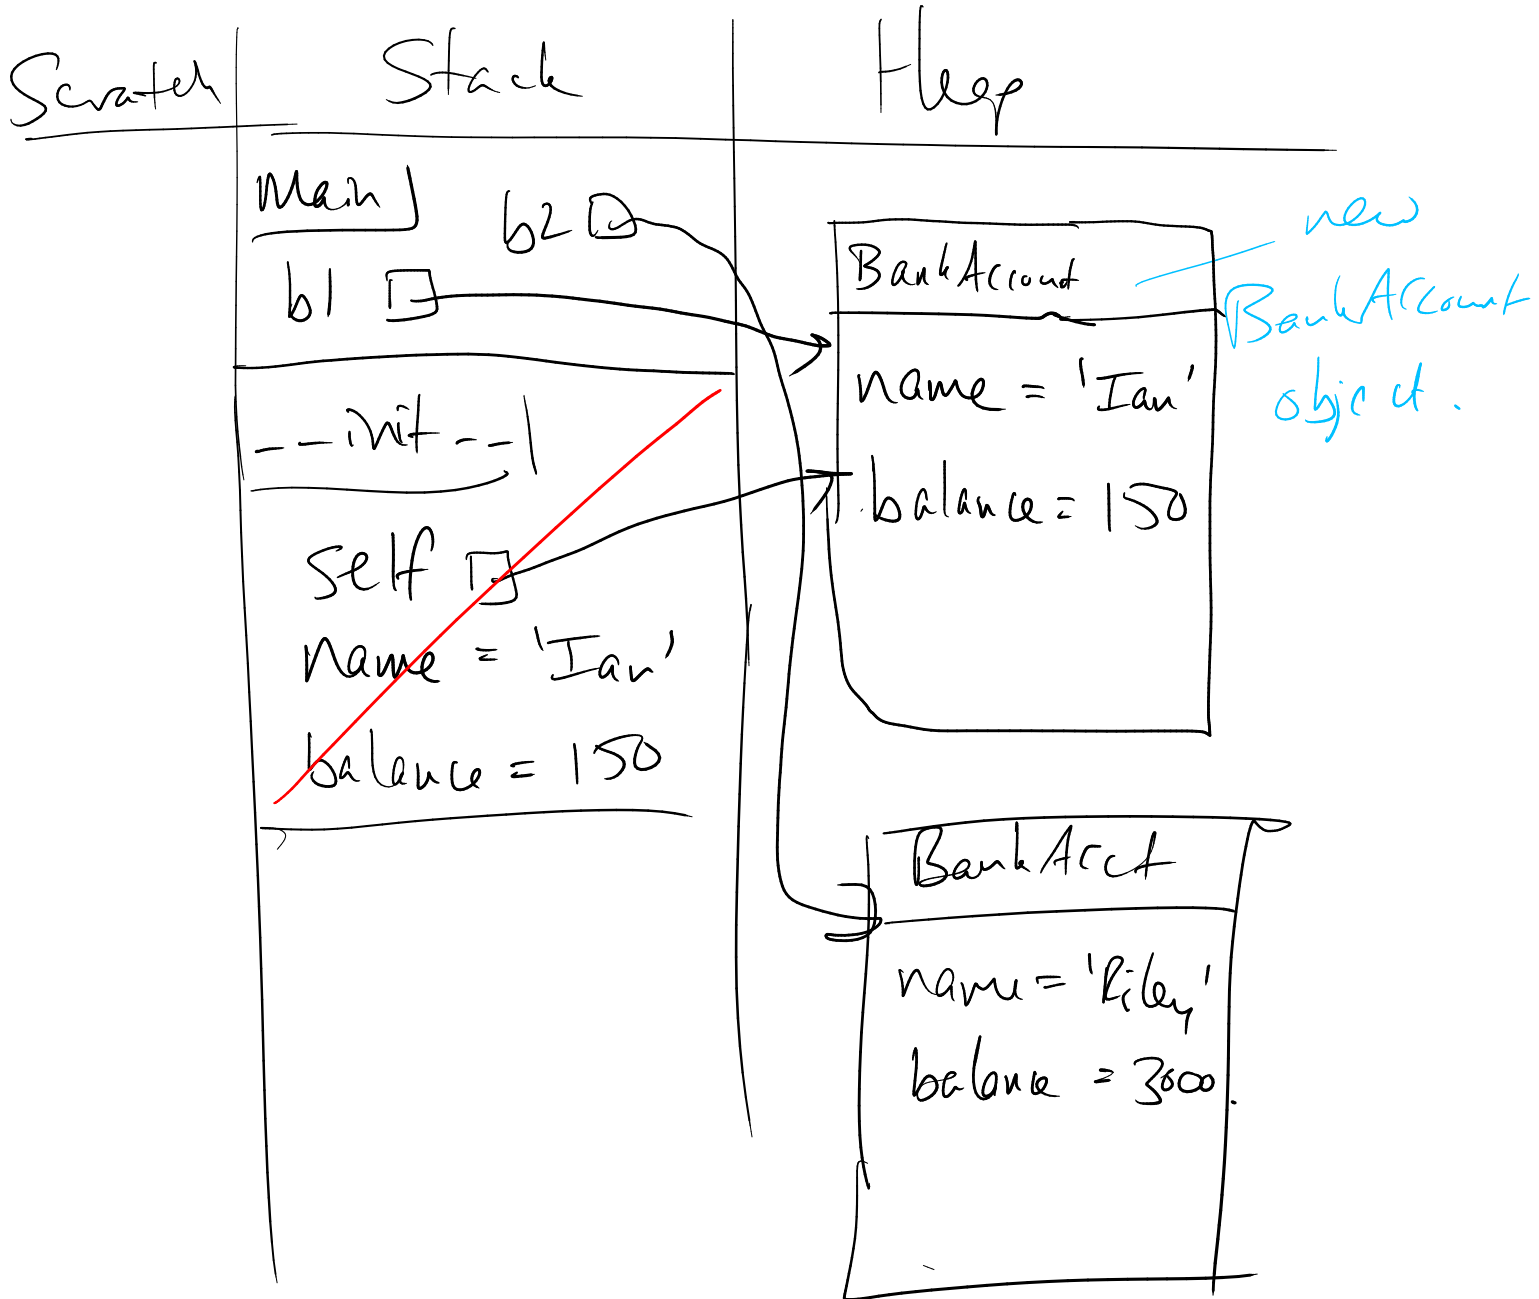 Scratch
Stack
Heap
Main
b2
b1
__init__
self
name = 'Ian'
balance = 150
BankAccount
name = 'Ian'
balance = 150
new
BankAccount
object.
BankAcct
name = 'Riley'
balance = 3000